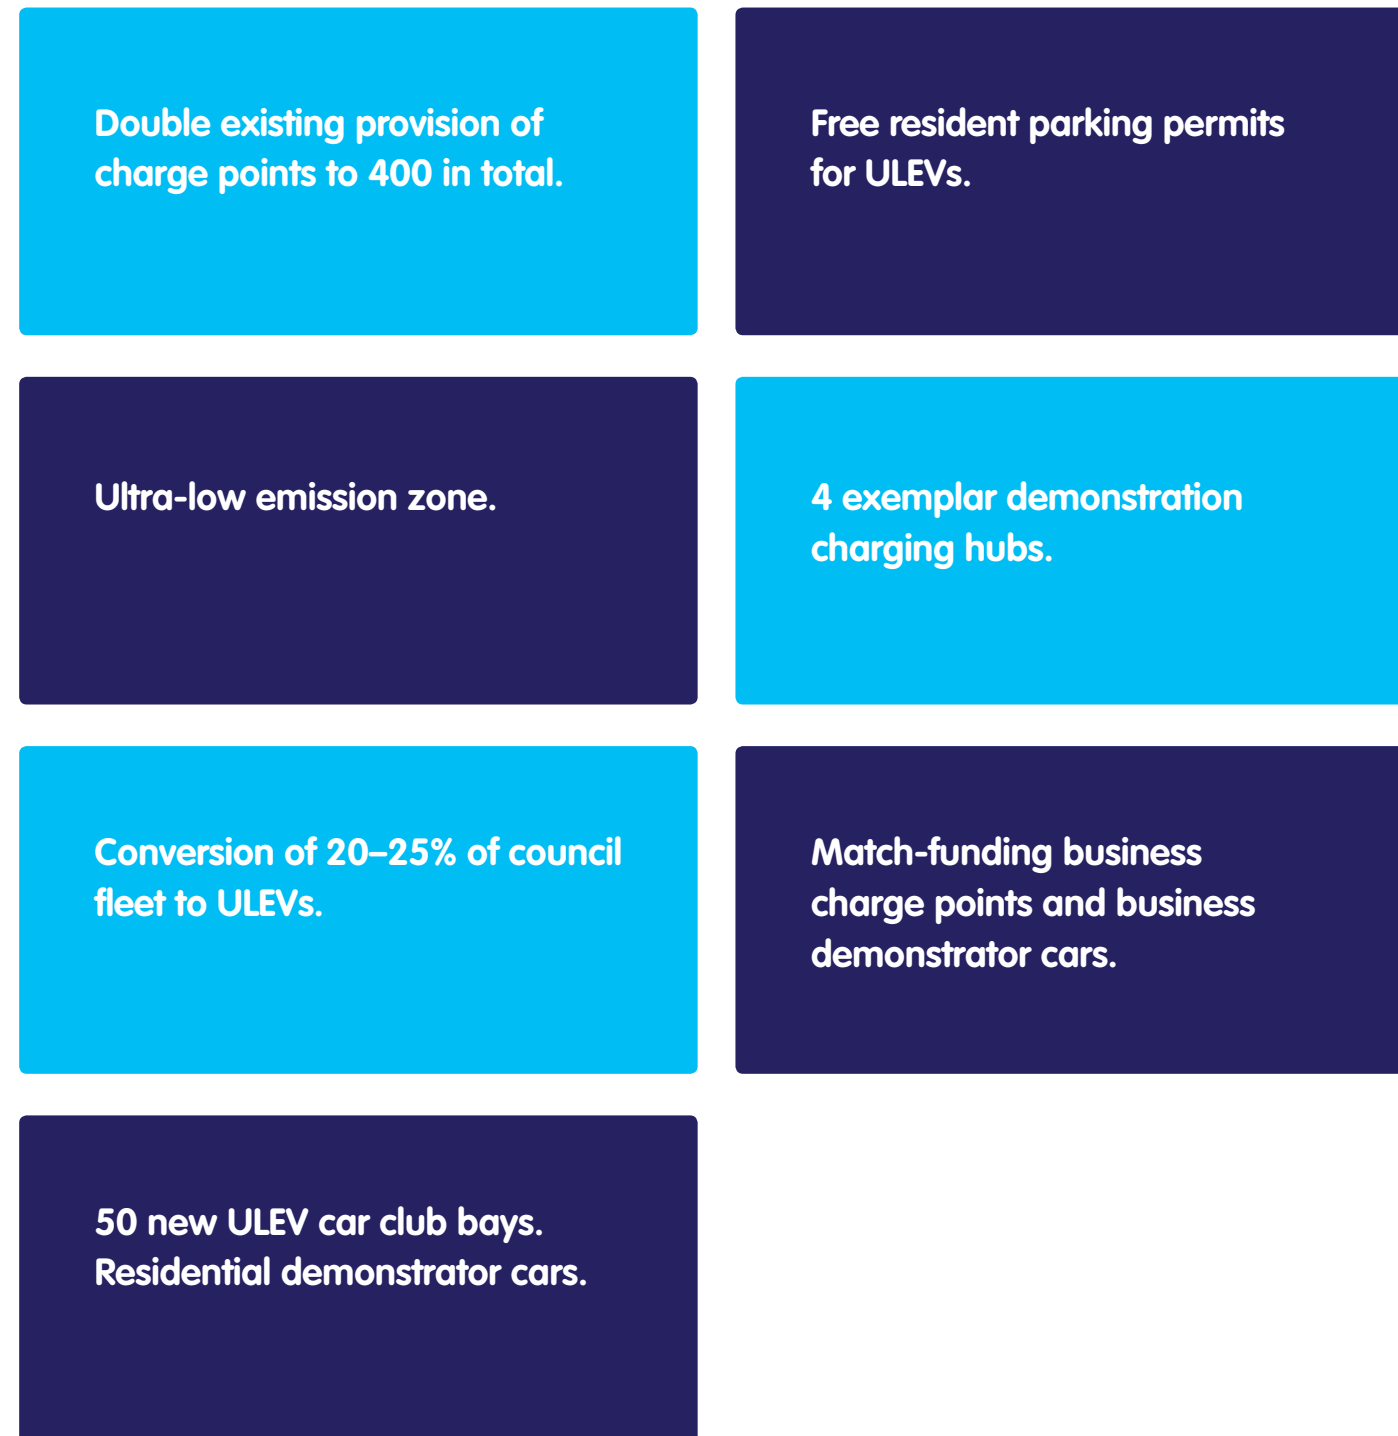 Double existing provision of
charge points to 400 in total.
Free resident parking permits
for ULEVs.
Ultra-low emission zone.
4 exemplar demonstration
charging hubs.
Conversion of 20–25% of council
fleet to ULEVs.
Match-funding business
charge points and business
demonstrator cars.
50 new ULEV car club bays.
Residential demonstrator cars.